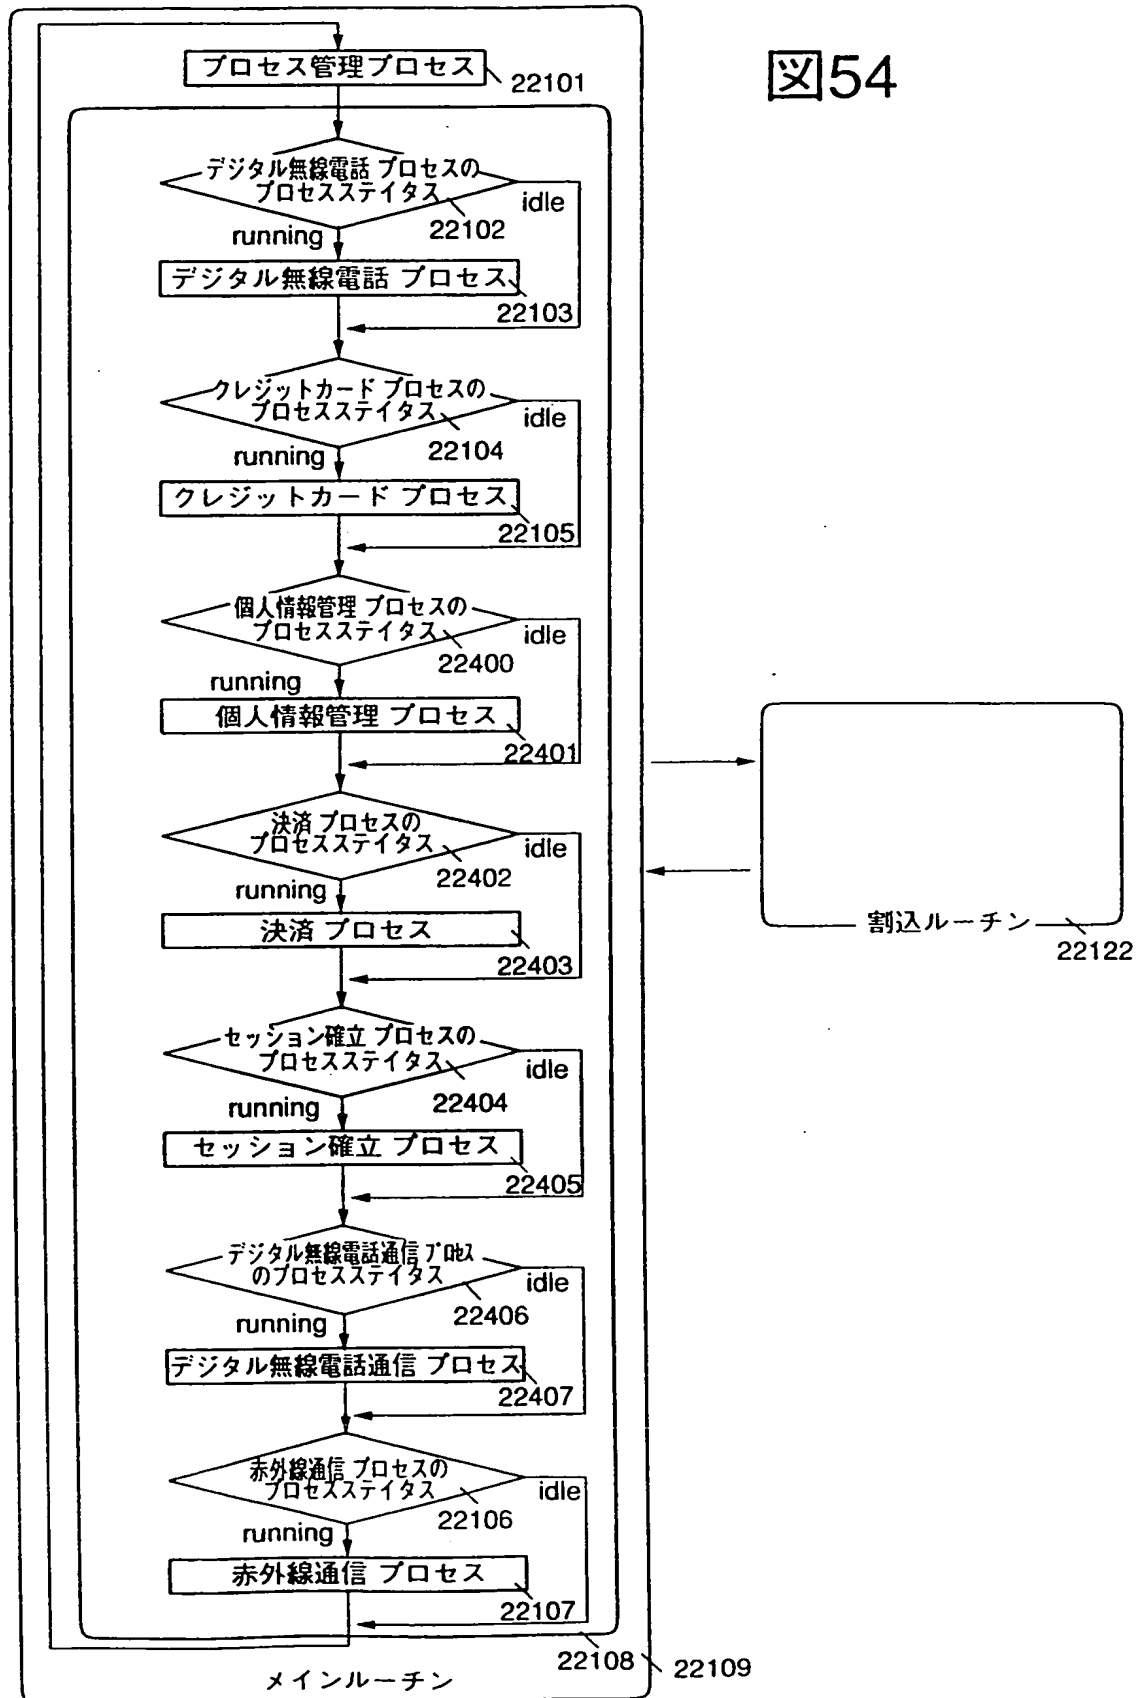 図54
プロセス管理プロセス
22101
デジタル無線電話 プロセスの
プロセスステイタス
22102
idle
running
デジタル無線電話 プロセス
22103
クレジットカード プロセスの
プロセスステイタス
22104
idle
running
クレジットカード プロセス
22105
個人情報管理 プロセスの
プロセスステイタス
22400
idle
running
個人情報管理 プロセス
22401
決済 プロセスの
プロセスステイタス
22402
idle
running
決済 プロセス
22403
セッション確立 プロセスの
プロセスステイタス
22404
idle
running
セッション確立 プロセス
22405
デジタル無線電話通信 プロセス
のプロセスステイタス
22406
idle
running
デジタル無線電話通信 プロセス
22407
赤外線通信 プロセスの
プロセスステイタス
22106
idle
running
赤外線通信 プロセス
22107
22108
22109
メインルーチン
割込ルーチン
22122